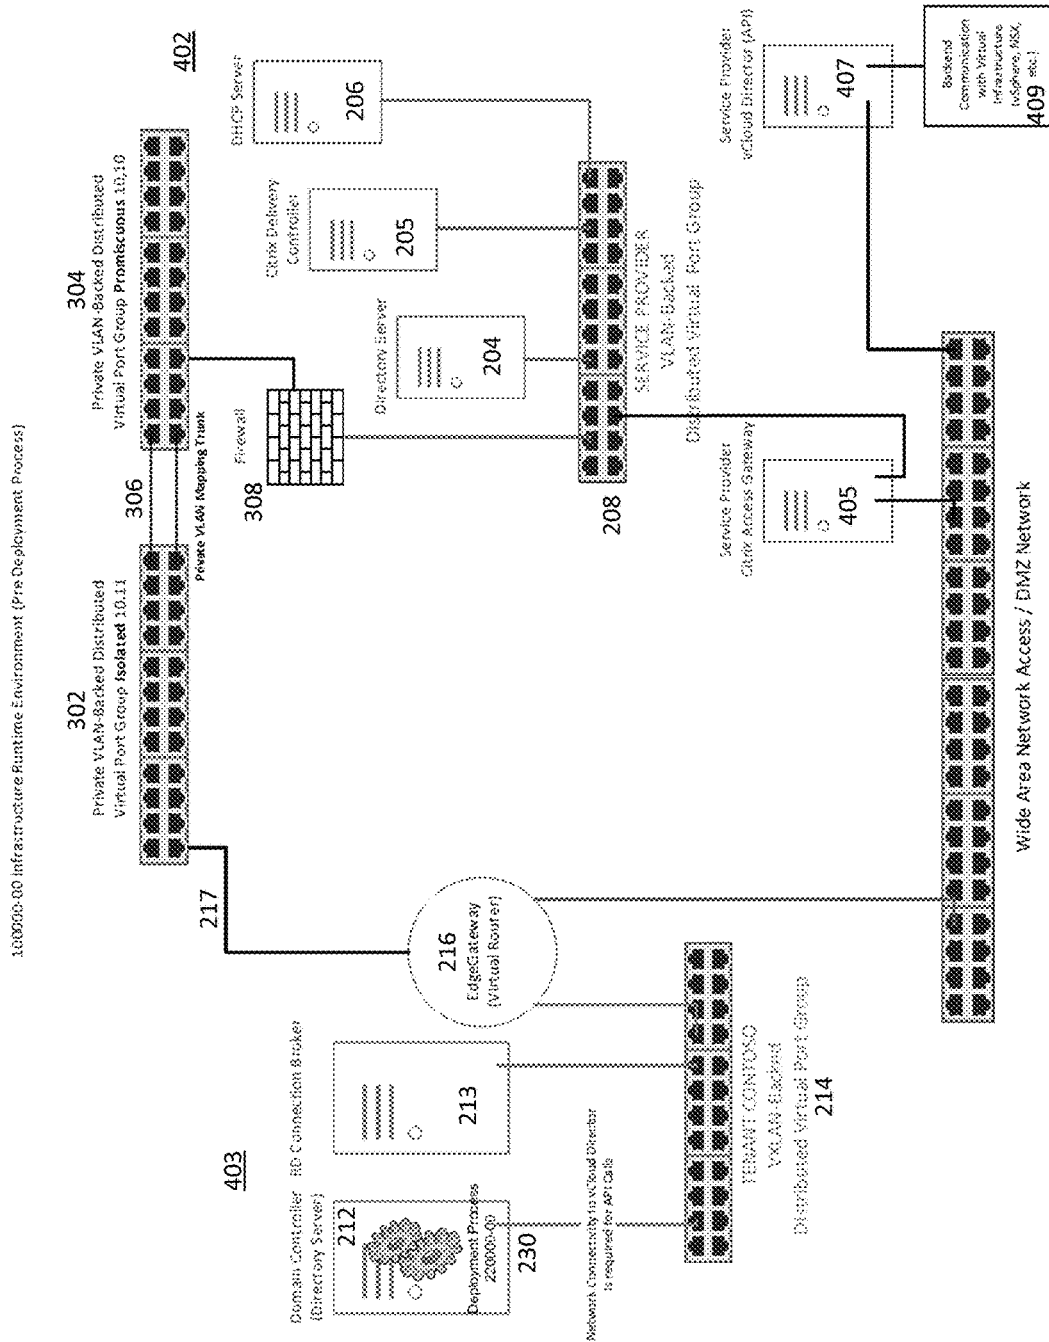 100000-00 Infrastructure Runtime Environment (Pre Deployment Process)
402
403
302
Private VLAN-Backed Distributed
Virtual Port Group Isolated 10.11
306
Private VLAN Mapping Trunk
304
Private VLAN-Backed Distributed
Virtual Port Group Promiscuous 10.10
217
308
Firewall
Directory Server
204
Citrix Delivery
Controller
205
DHCP Server
206
208
SERVICE PROVIDER
VLAN-Backed
Distributed Virtual Port Group
216
EdgeGateway
(Virtual Router)
Domain Controller
(Directory Server)
212
Deployment Process
220000-00
230
RD Connection Broker
213
Network Connectivity to vCloud Director
is required for API Calls
TENANT CONTOSO
VXLAN-Backed
Distributed Virtual Port Group
214
Service Provider
Citrix Access Gateway
405
Service Provider
vCloud Director (API)
407
Backend
Communication
with Virtual
Infrastructure
(vSphere, NSX,
etc.)
409
Wide Area Network Access / DMZ Network